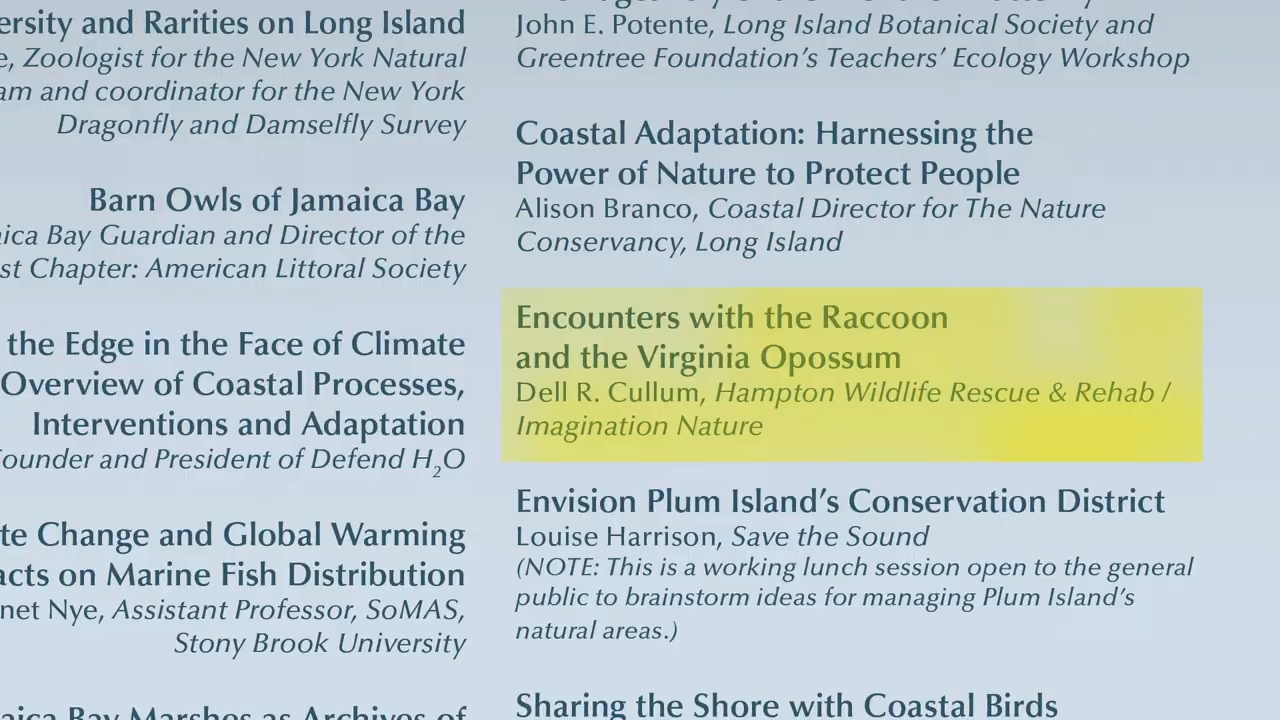 ersity and Rarities on Long Island
e, Zoologist for the New York Natural
am and coordinator for the New York
Dragonfly and Damselfly Survey
Barn Owls of Jamaica Bay
aica Bay Guardian and Director of the
st Chapter: American Littoral Society
the Edge in the Face of Climate
Overview of Coastal Processes,
Interventions and Adaptation
Founder and President of Defend H₂O
te Change and Global Warming
acts on Marine Fish Distribution
net Nye, Assistant Professor, SoMAS,
Stony Brook University
aica Bay Marshes as Archives of
John E. Potente, Long Island Botanical Society and
Greentree Foundation’s Teachers’ Ecology Workshop
Coastal Adaptation: Harnessing the
Power of Nature to Protect People
Alison Branco, Coastal Director for The Nature
Conservancy, Long Island
Encounters with the Raccoon
and the Virginia Opossum
Dell R. Cullum, Hampton Wildlife Rescue & Rehab /
Imagination Nature
Envision Plum Island’s Conservation District
Louise Harrison, Save the Sound
(NOTE: This is a working lunch session open to the general
public to brainstorm ideas for managing Plum Island’s
natural areas.)
Sharing the Shore with Coastal Birds